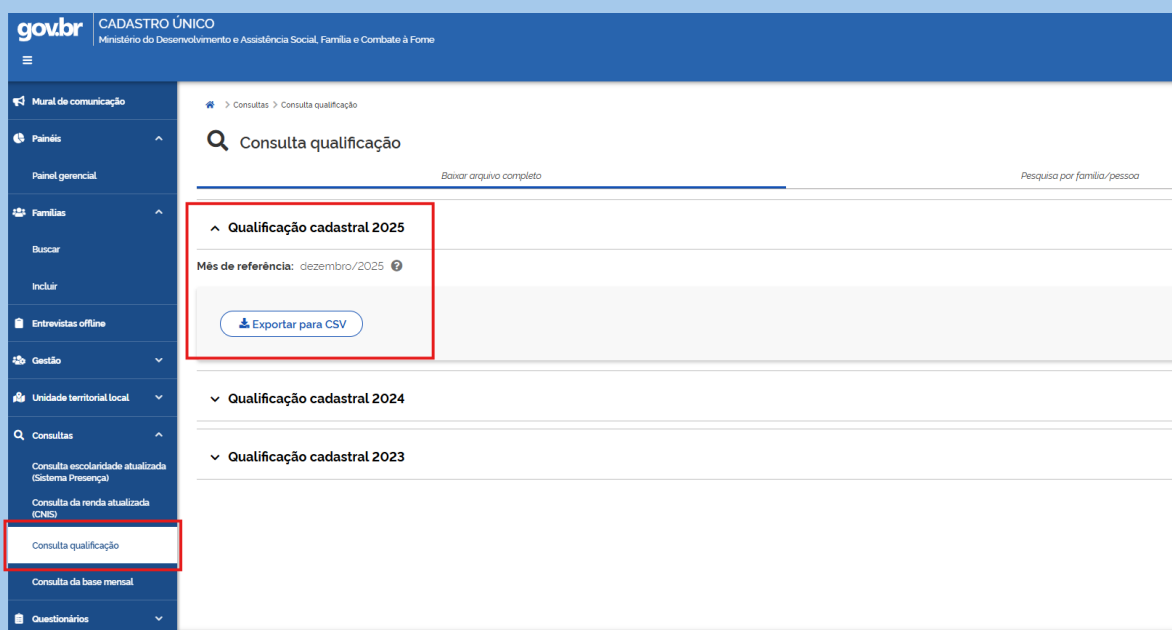 gov.br
CADASTRO ÚNICO
Ministério do Desenvolvimento e Assistência Social, Família e Combate à Fome
Mural de comunicação
Painéis
Painel gerencial
Famílias
Buscar
Incluir
Entrevistas offline
Gestão
Unidade territorial local
Consultas
Consulta escolaridade atualizada
(Sistema Presença)
Consulta da renda atualizada
(CNIS)
Consulta qualificação
Consulta da base mensal
Questionários
> Consultas > Consulta qualificação
Consulta qualificação
Baixar arquivo completo
Pesquisa por família/pessoa
Qualificação cadastral 2025
Mês de referência: dezembro/2025 ?
Exportar para CSV
Qualificação cadastral 2024
Qualificação cadastral 2023